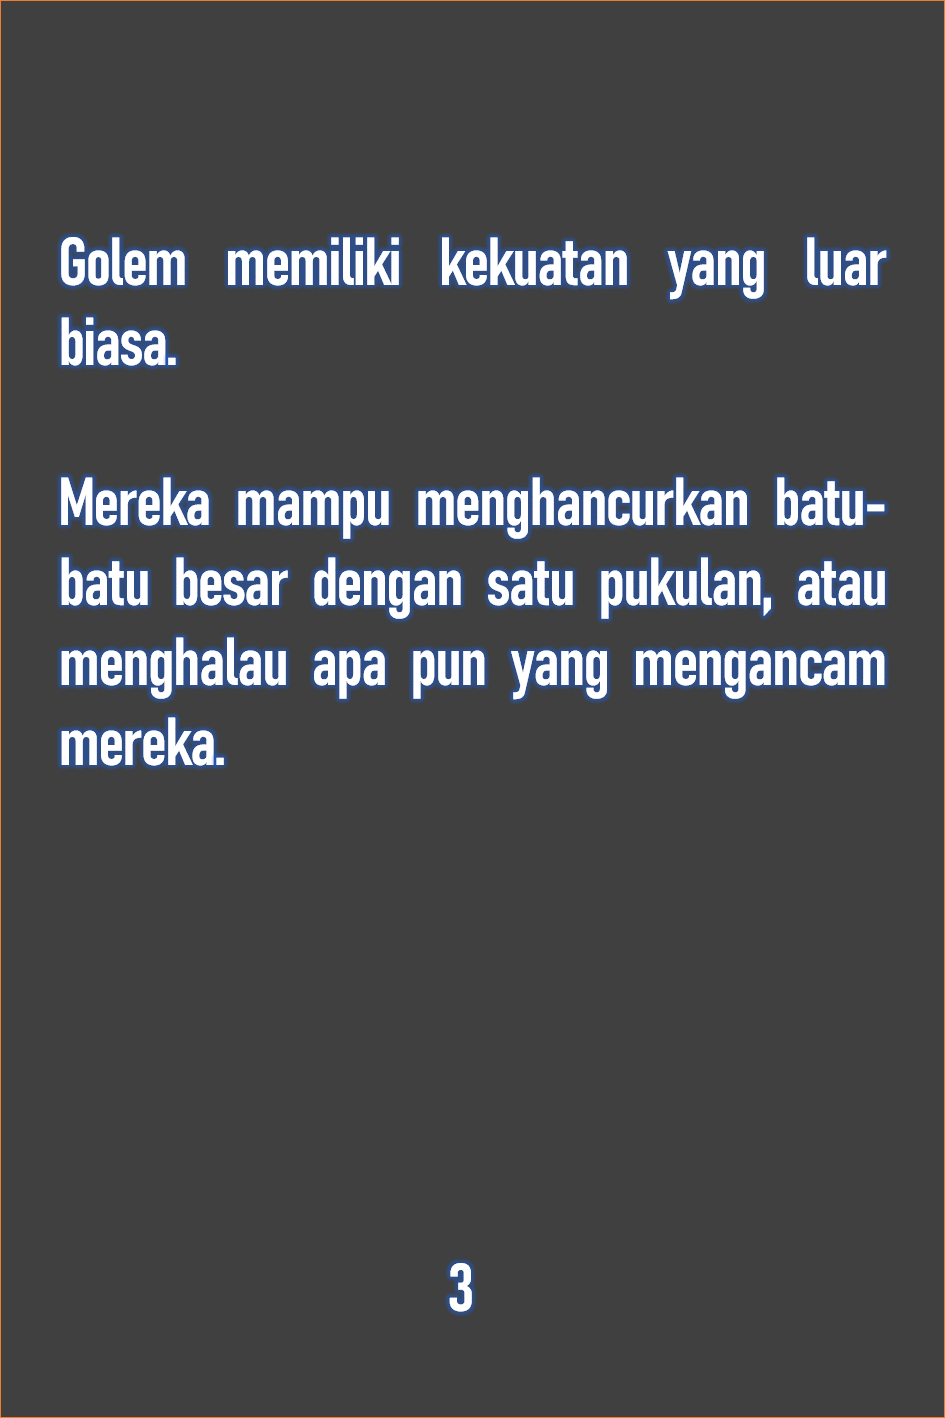 Golem memiliki kekuatan yang luar
biasa.
Mereka mampu menghancurkan batu-
batu besar dengan satu pukulan, atau
menghalau apa pun yang mengancam
mereka.
3